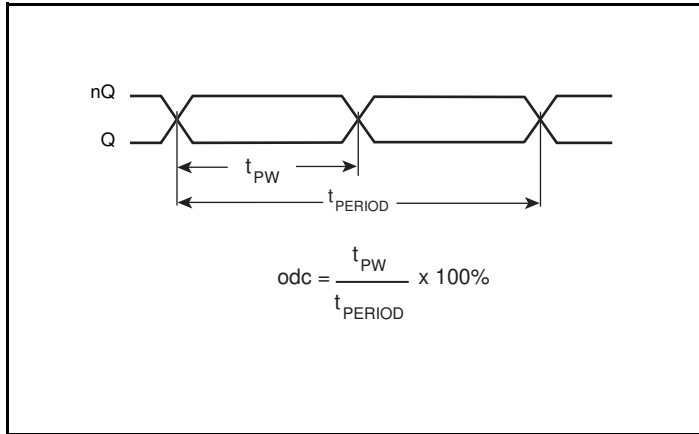 nQ
Q
tPW
tPERIOD
odc = tPW / tPERIOD x 100%